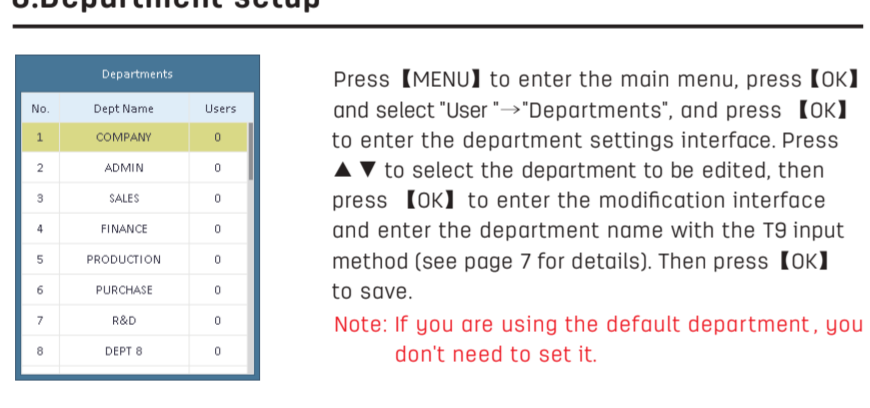 Department setup
Departments
No. Dept Name Users
1 COMPANY 0
2 ADMIN 0
3 SALES 0
4 FINANCE 0
5 PRODUCTION 0
6 PURCHASE 0
7 R&D 0
8 DEPT 8 0
Press【MENU】to enter the main menu, press【OK】
and select "User "→"Departments", and press 【OK】
to enter the department settings interface. Press
▲ ▼ to select the department to be edited, then
press 【OK】 to enter the modification interface
and enter the department name with the T9 input
method (see page 7 for details). Then press【OK】
to save.
Note: If you are using the default department, you
don't need to set it.